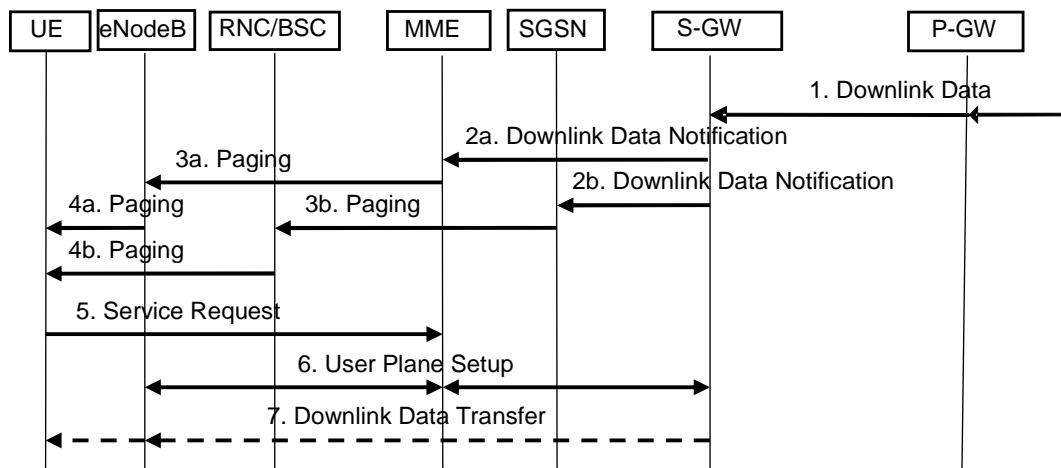 UE eNodeB RNC/BSC MME SGSN S-GW P-GW
1. Downlink Data
2a. Downlink Data Notification
3a. Paging
2b. Downlink Data Notification
4a. Paging 3b. Paging
4b. Paging
5. Service Request
6. User Plane Setup
7. Downlink Data Transfer